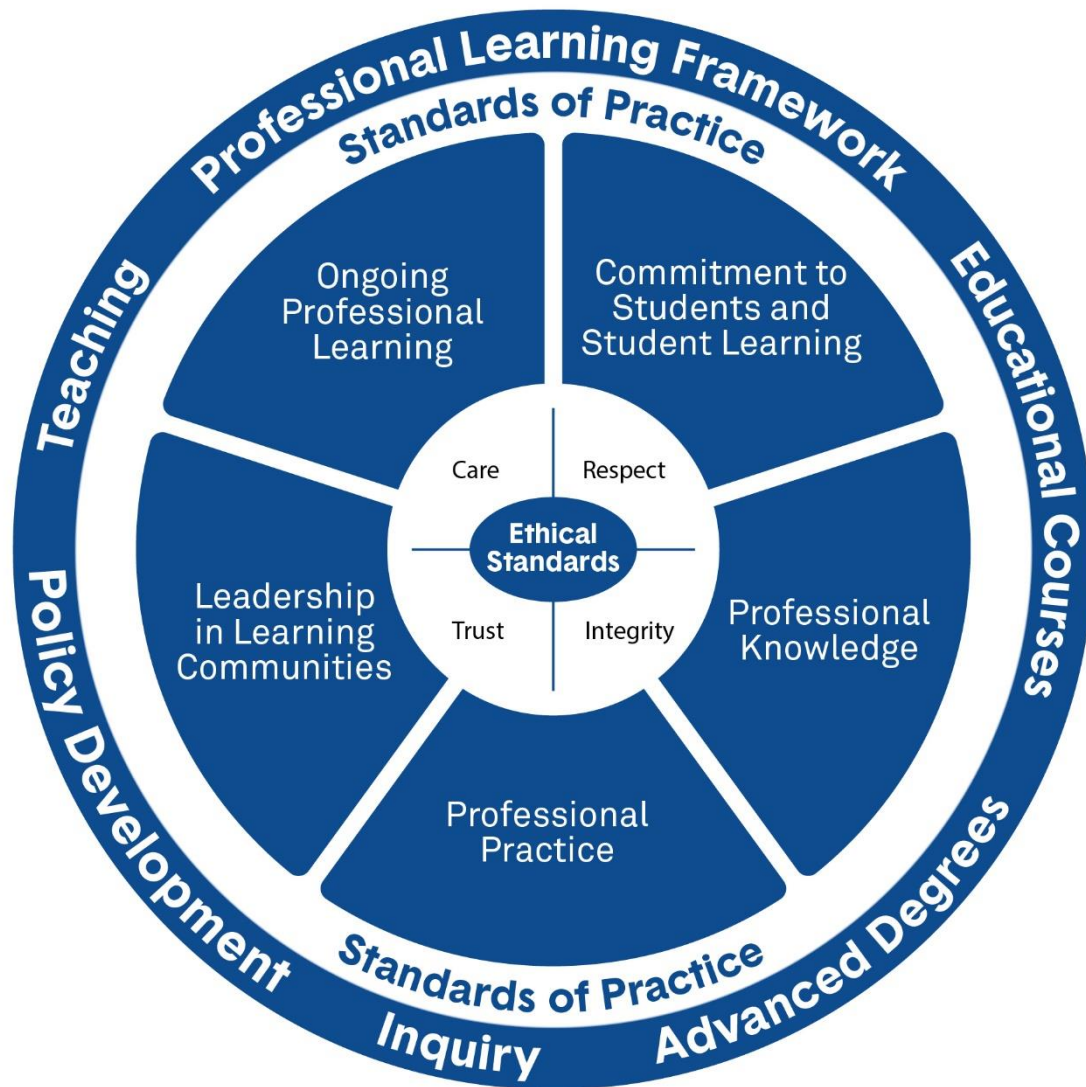 Professional Learning Framework
Standards of Practice
Ongoing
Professional
Learning
Commitment to
Students and
Student Learning
Teaching
Educational Courses
Care
Respect
Ethical
Standards
Trust
Integrity
Leadership
in Learning
Communities
Professional
Knowledge
Professional
Practice
Policy Development
Standards of Practice
Inquiry
Advanced Degrees